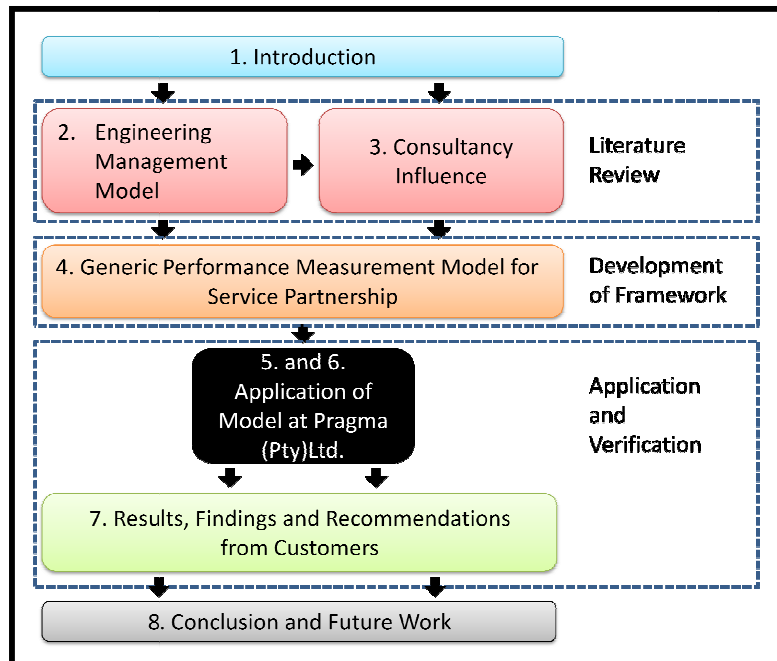 1. Introduction
2. Engineering
Management
Model
3. Consultancy
Influence
Literature
Review
4. Generic Performance Measurement Model for
Service Partnership
Development
of Framework
5. and 6.
Application of
Model at Pragma
(Pty)Ltd.
Application
and
Verification
7. Results, Findings and Recommendations
from Customers
8. Conclusion and Future Work